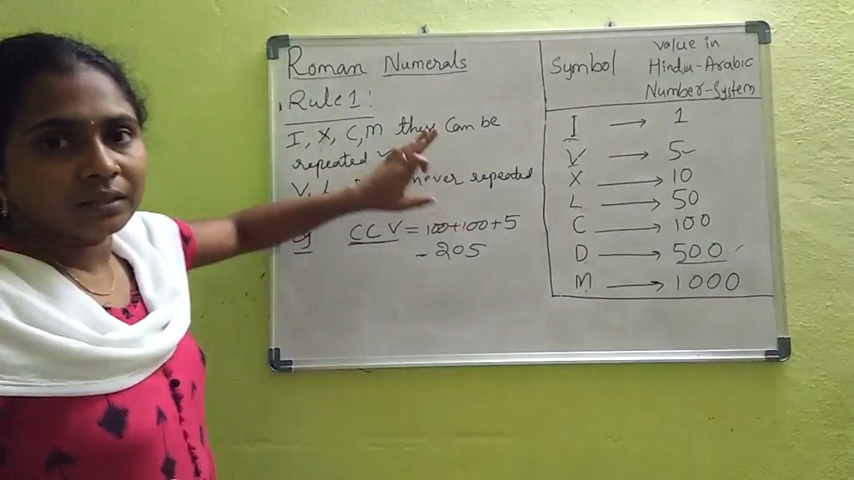 Roman Numerals
Rule 1:
I, X, C, M they can be
repeated
V, L never repeated
eg CCV = 100+100+5
= 205
Symbol
Value in
Hindu-Arabic
Number-System
I → 1
V → 5
X → 10
L → 50
C → 100
D → 500
M → 1000